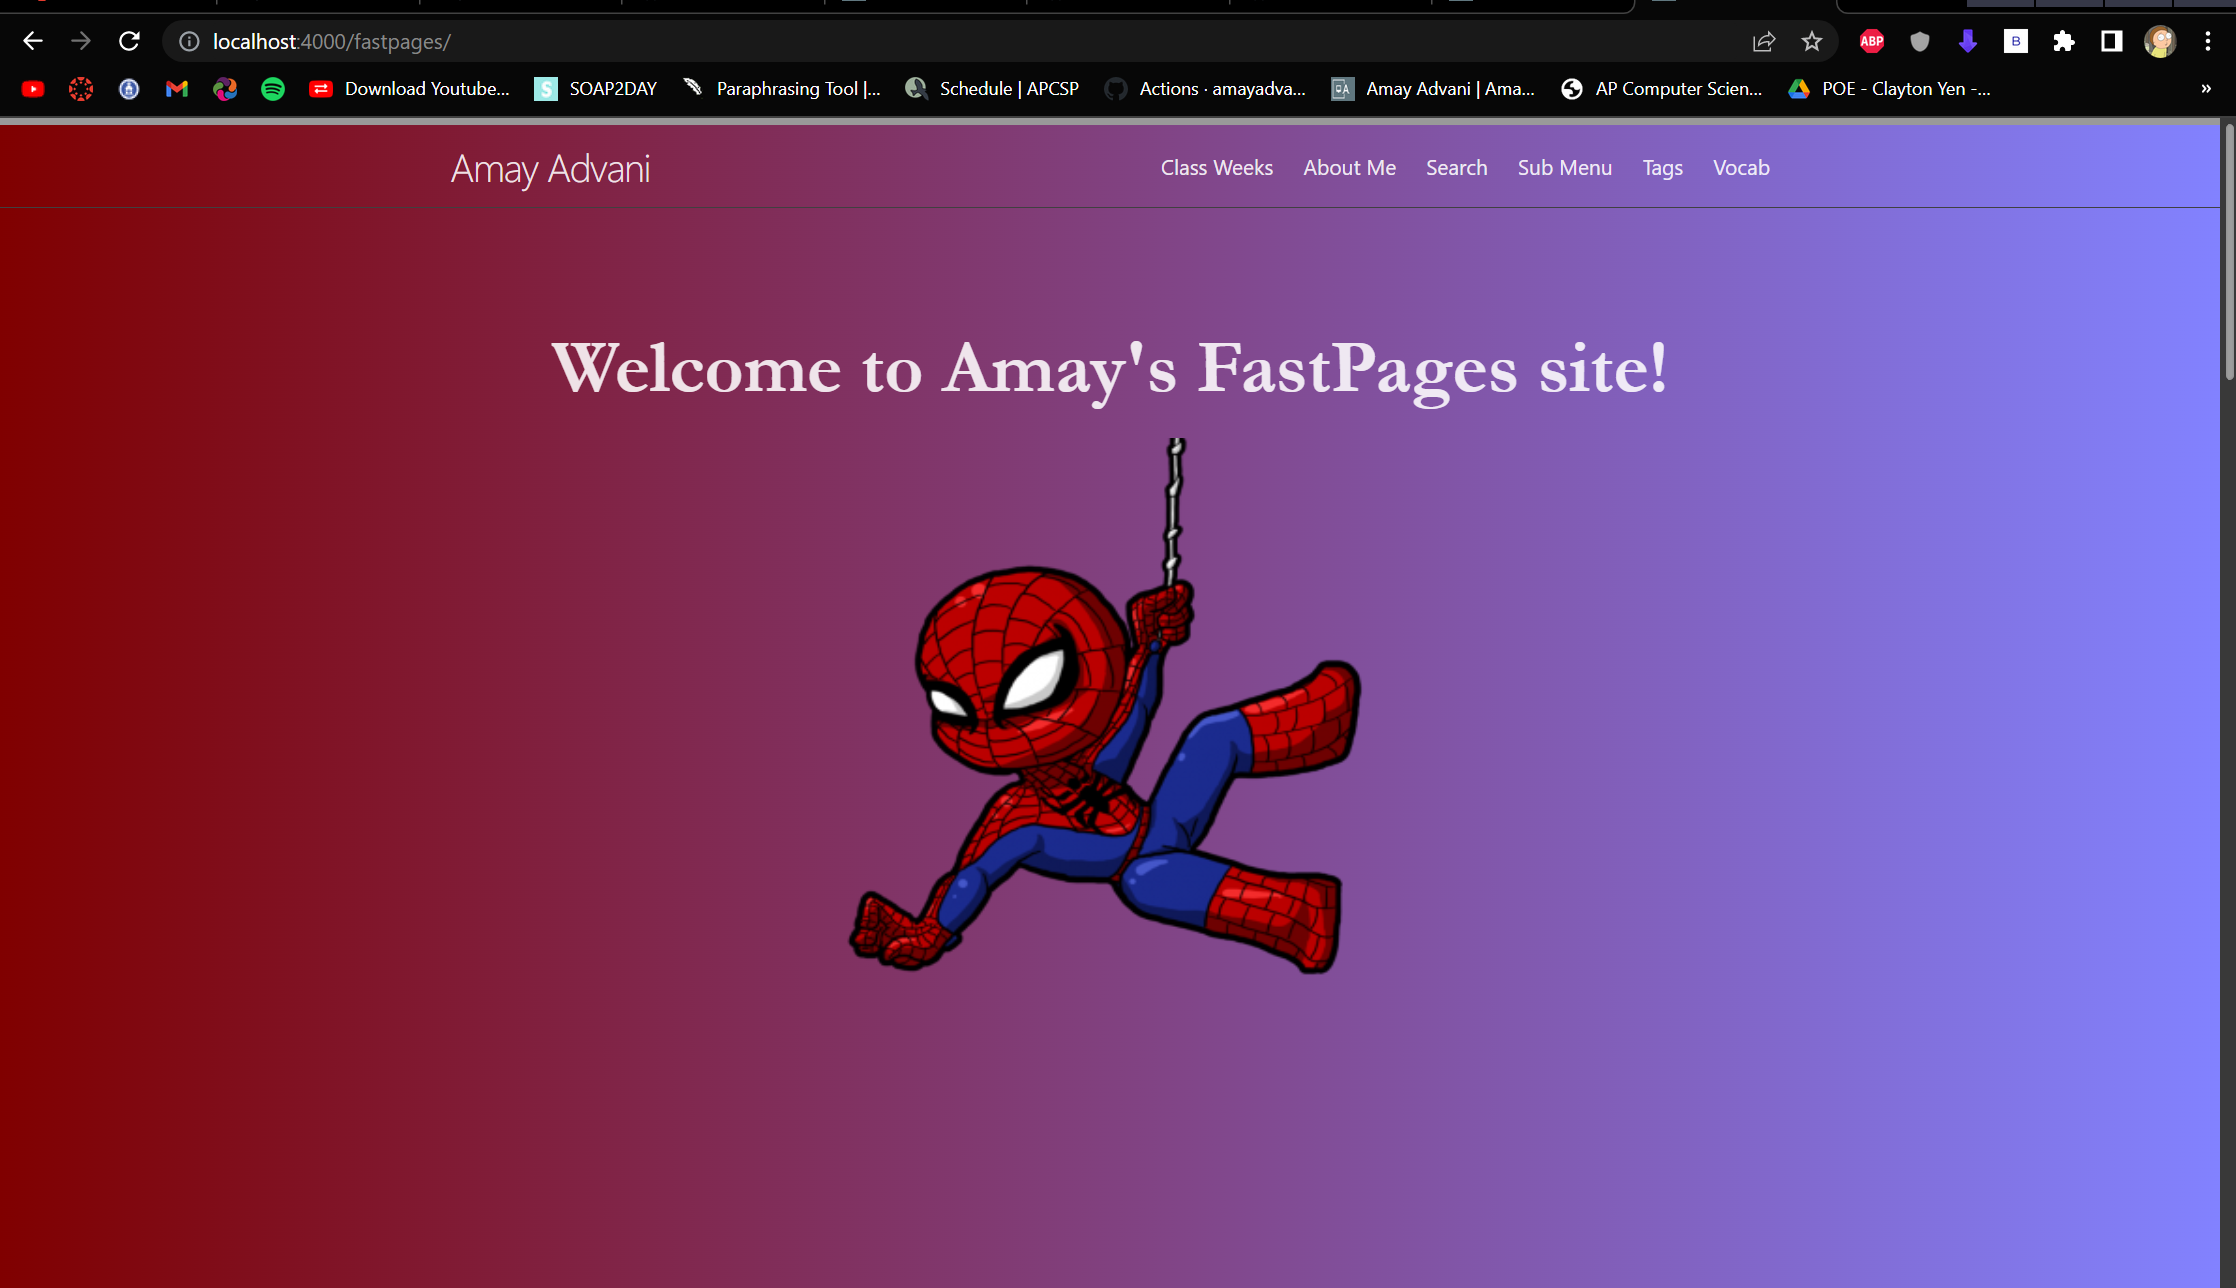 localhost:4000/fastpages/
ABP
B
Download Youtube...
S SOAP2DAY
Paraphrasing Tool |...
Schedule | APCSP
Actions · amayadva...
Amay Advani | Ama...
AP Computer Scien...
POE - Clayton Yen -...
»
Amay Advani
Class Weeks About Me Search Sub Menu Tags Vocab
Welcome to Amay's FastPages site!